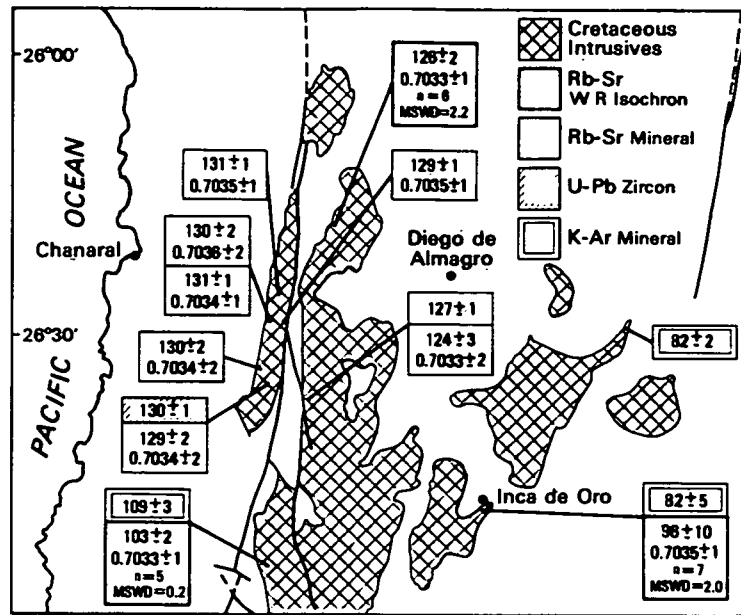 26°00'
26°30'
PACIFIC OCEAN
Chanaral
126±2
0.7033±1
n=6
MSWD=2.2
131±1
0.7035±1
129±1
0.7035±1
130±2
0.7036±2
131±1
0.7034±1
Diego de
Almagro
127±1
124±3
0.7033±2
130±2
0.7034±2
82±2
130±1
129±2
0.7034±2
Inca de Oro
109±3
103±2
0.7033±1
n=5
MSWD=0.2
82±5
96±10
0.7035±1
n=7
MSWD=2.0
Cretaceous
Intrusives
Rb-Sr
WR Isochron
Rb-Sr Mineral
U-Pb Zircon
K-Ar Mineral